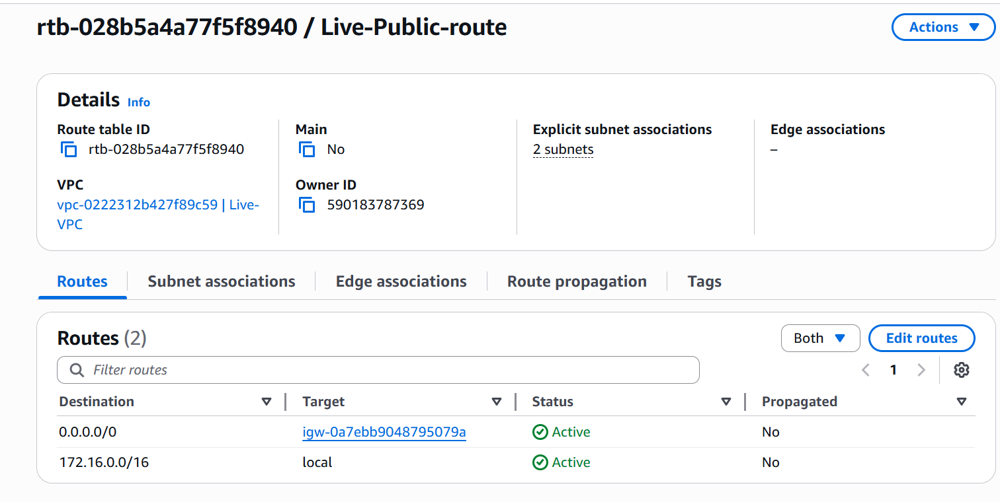 rtb-028b5a4a77f5f8940 / Live-Public-route
Actions
Details Info
Route table ID
rtb-028b5a4a77f5f8940
Main
No
Explicit subnet associations
2 subnets
Edge associations
–
VPC
vpc-0222312b427f89c59 | Live-
VPC
Owner ID
590183787369
Routes Subnet associations Edge associations Route propagation Tags
Routes (2)
Both Edit routes
Filter routes
1
Destination Target Status Propagated
0.0.0.0/0 igw-0a7ebb9048795079a Active No
172.16.0.0/16 local Active No